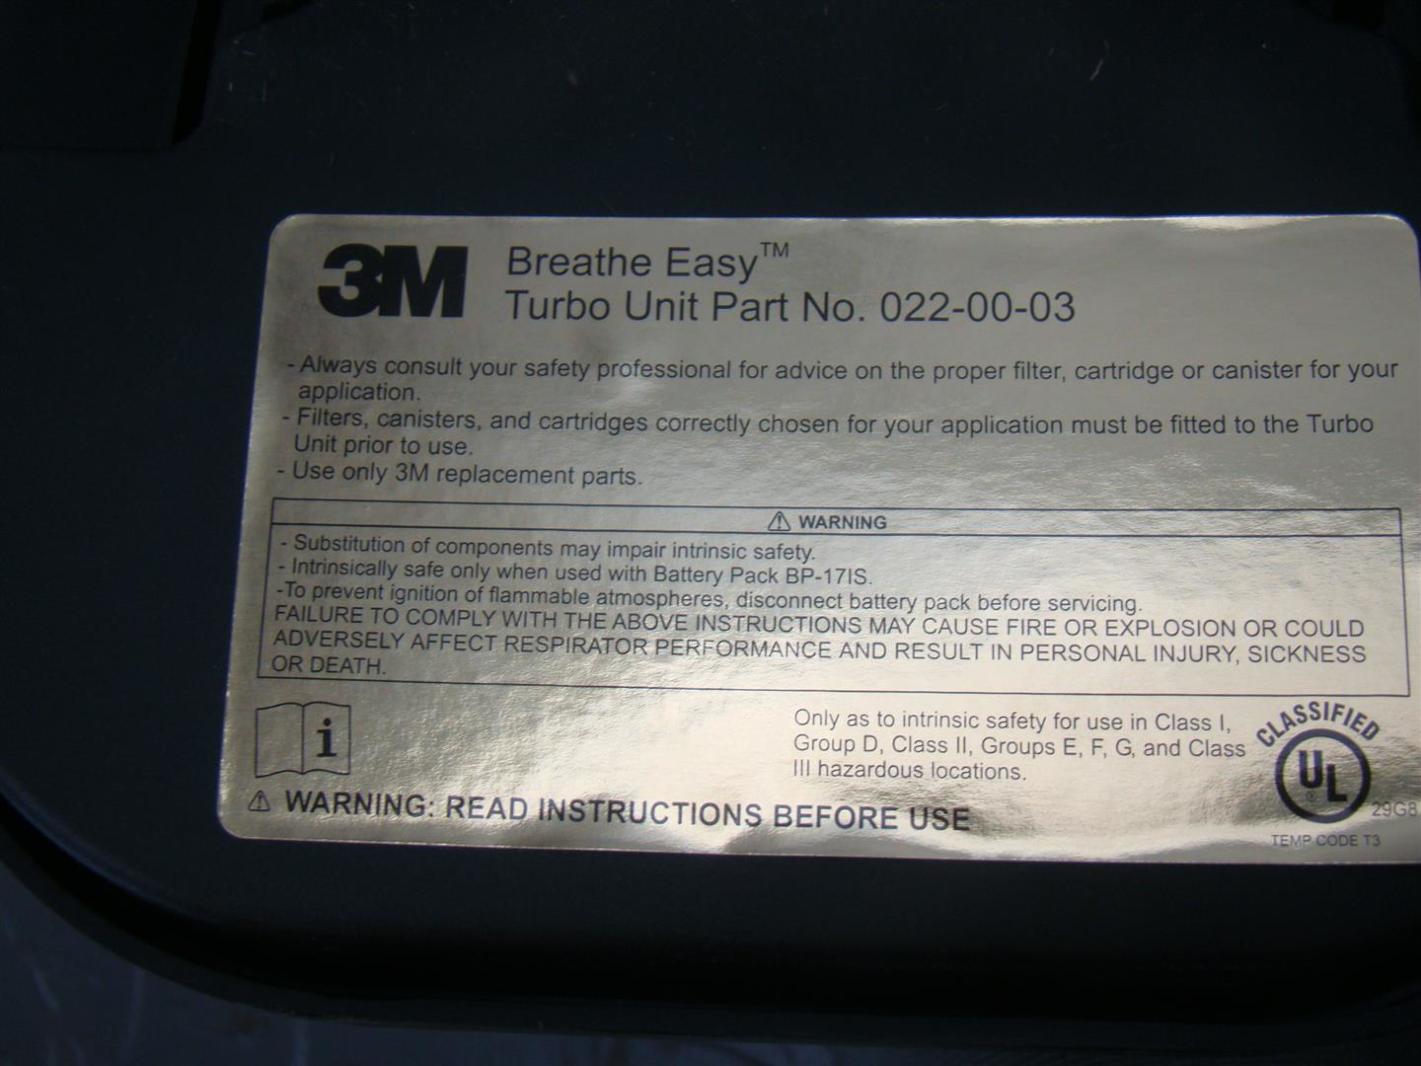 3M
Breathe Easy™
Turbo Unit Part No. 022-00-03
- Always consult your safety professional for advice on the proper filter, cartridge or canister for your
application.
- Filters, canisters, and cartridges correctly chosen for your application must be fitted to the Turbo
Unit prior to use.
- Use only 3M replacement parts.
⚠ WARNING
- Substitution of components may impair intrinsic safety.
- Intrinsically safe only when used with Battery Pack BP-17IS.
-To prevent ignition of flammable atmospheres, disconnect battery pack before servicing.
FAILURE TO COMPLY WITH THE ABOVE INSTRUCTIONS MAY CAUSE FIRE OR EXPLOSION OR COULD
ADVERSELY AFFECT RESPIRATOR PERFORMANCE AND RESULT IN PERSONAL INJURY, SICKNESS
OR DEATH.
i
Only as to intrinsic safety for use in Class I,
Group D, Class II, Groups E, F, G, and Class
III hazardous locations.
CLASSIFIED
UL
®
29G8
TEMP CODE T3
⚠ WARNING: READ INSTRUCTIONS BEFORE USE